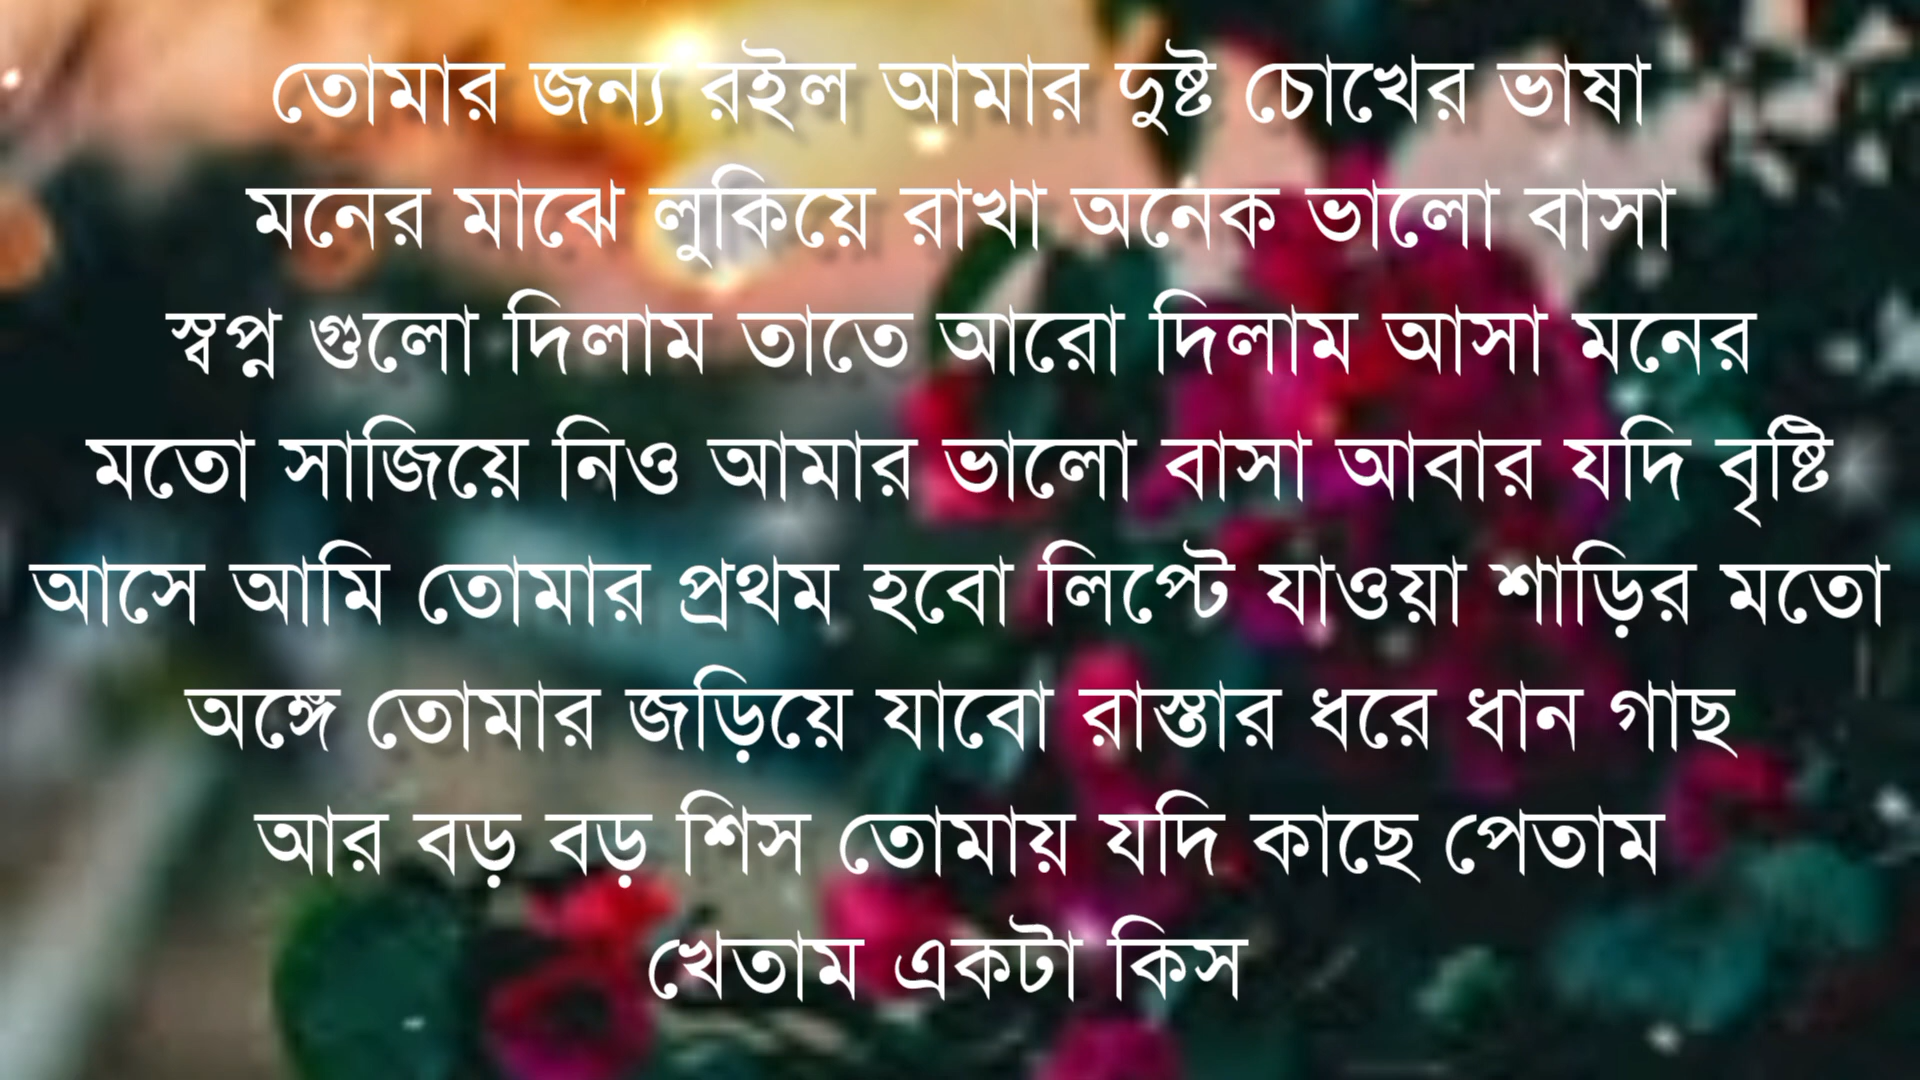 তোমার জন্য রইল আমার দুষ্ট চোখের ভাষা
মনের মাঝে লুকিয়ে রাখা অনেক ভালো বাসা
স্বপ্ন গুলো দিলাম তাতে আরো দিলাম আসা মনের
মতো সাজিয়ে নিও আমার ভালো বাসা আবার যদি বৃষ্টি
আসে আমি তোমার প্রথম হবো লিপ্টে যাওয়া শাড়ির মতো
অঙ্গে তোমার জড়িয়ে যাবো রাস্তার ধরে ধান গাছ
আর বড় বড় শিস তোমায় যদি কাছে পেতাম
খেতাম একটা কিস